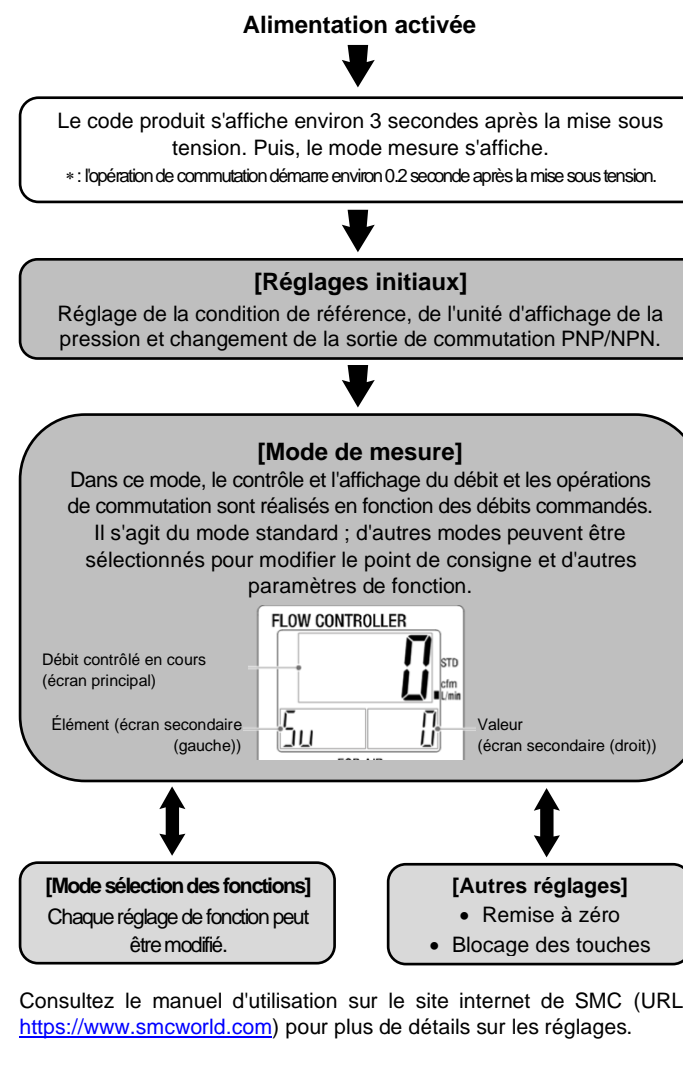 Alimentation activée
Le code produit s'affiche environ 3 secondes après la mise sous
tension. Puis, le mode mesure s'affiche.
* : l'opération de commutation démarre environ 0.2 seconde après la mise sous tension.
[Réglages initiaux]
Réglage de la condition de référence, de l'unité d'affichage de la
pression et changement de la sortie de commutation PNP/NPN.
[Mode de mesure]
Dans ce mode, le contrôle et l'affichage du débit et les opérations
de commutation sont réalisés en fonction des débits commandés.
Il s'agit du mode standard ; d'autres modes peuvent être
sélectionnés pour modifier le point de consigne et d'autres
paramètres de fonction.
FLOW CONTROLLER
Débit contrôlé en cours
(écran principal)
0
STD
cfm
L/min
Élément (écran secondaire
(gauche))
Su
0
Valeur
(écran secondaire (droit))
[Mode sélection des fonctions]
Chaque réglage de fonction peut
être modifié.
[Autres réglages]
• Remise à zéro
• Blocage des touches
Consultez le manuel d'utilisation sur le site internet de SMC (URL
https://www.smcworld.com) pour plus de détails sur les réglages.